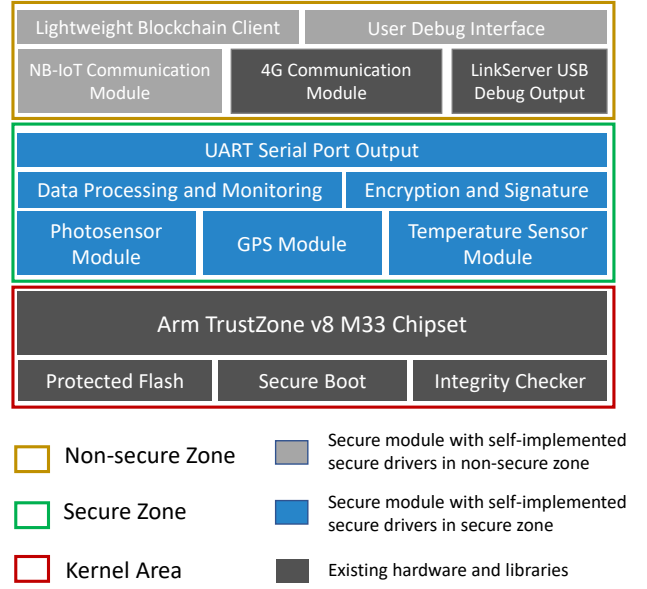 Lightweight Blockchain Client
User Debug Interface
NB-IoT Communication
Module
4G Communication
Module
LinkServer USB
Debug Output
UART Serial Port Output
Data Processing and Monitoring
Encryption and Signature
Photosensor
Module
GPS Module
Temperature Sensor
Module
Arm TrustZone v8 M33 Chipset
Protected Flash
Secure Boot
Integrity Checker
Non-secure Zone
Secure module with self-implemented
secure drivers in non-secure zone
Secure Zone
Secure module with self-implemented
secure drivers in secure zone
Kernel Area
Existing hardware and libraries